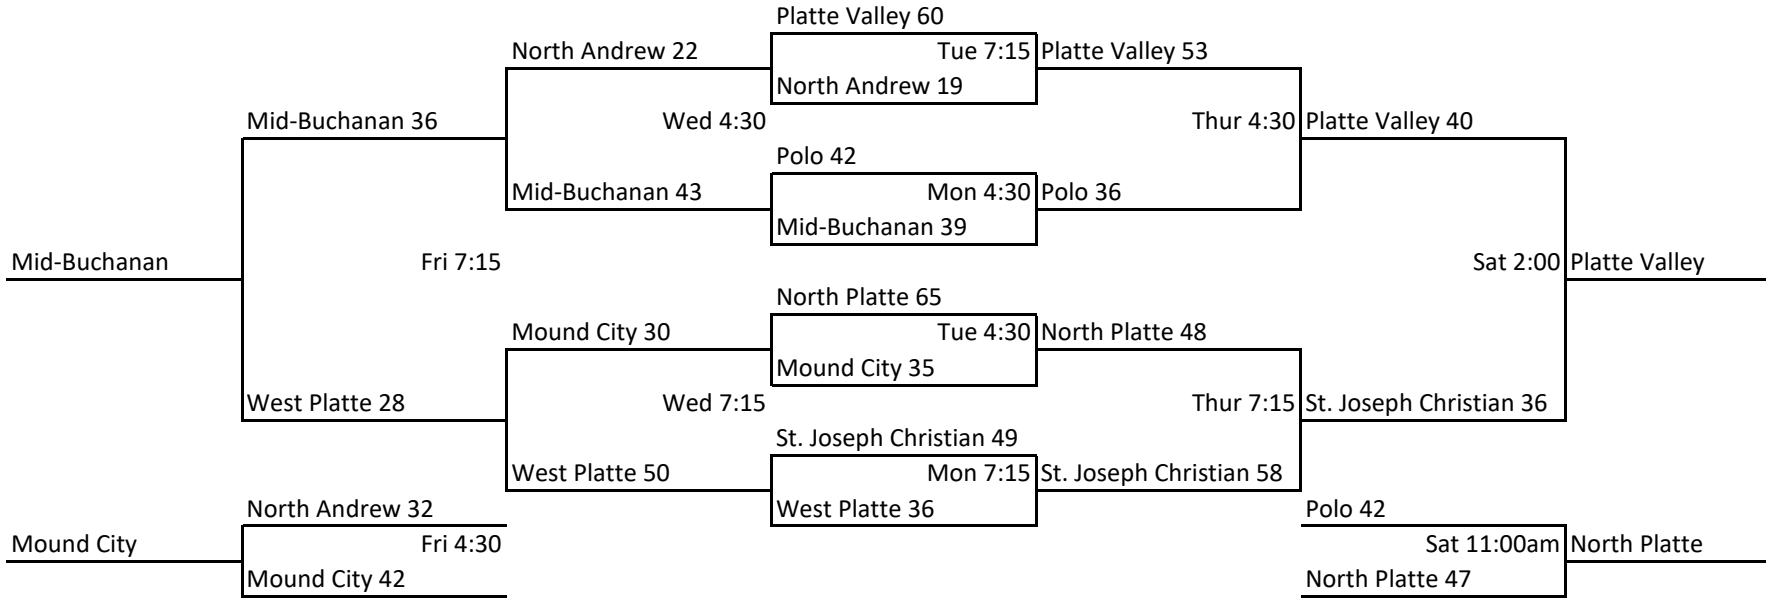 Platte Valley 60
North Andrew 22
Tue 7:15
Platte Valley 53
North Andrew 19
Mid-Buchanan 36
Wed 4:30
Thur 4:30
Platte Valley 40
Polo 42
Mid-Buchanan 43
Mon 4:30
Polo 36
Mid-Buchanan 39
Mid-Buchanan
Fri 7:15
Sat 2:00
Platte Valley
North Platte 65
Mound City 30
Tue 4:30
North Platte 48
Mound City 35
West Platte 28
Wed 7:15
Thur 7:15
St. Joseph Christian 36
St. Joseph Christian 49
West Platte 50
Mon 7:15
St. Joseph Christian 58
North Andrew 32
West Platte 36
Polo 42
Mound City
Fri 4:30
Sat 11:00am
North Platte
Mound City 42
North Platte 47